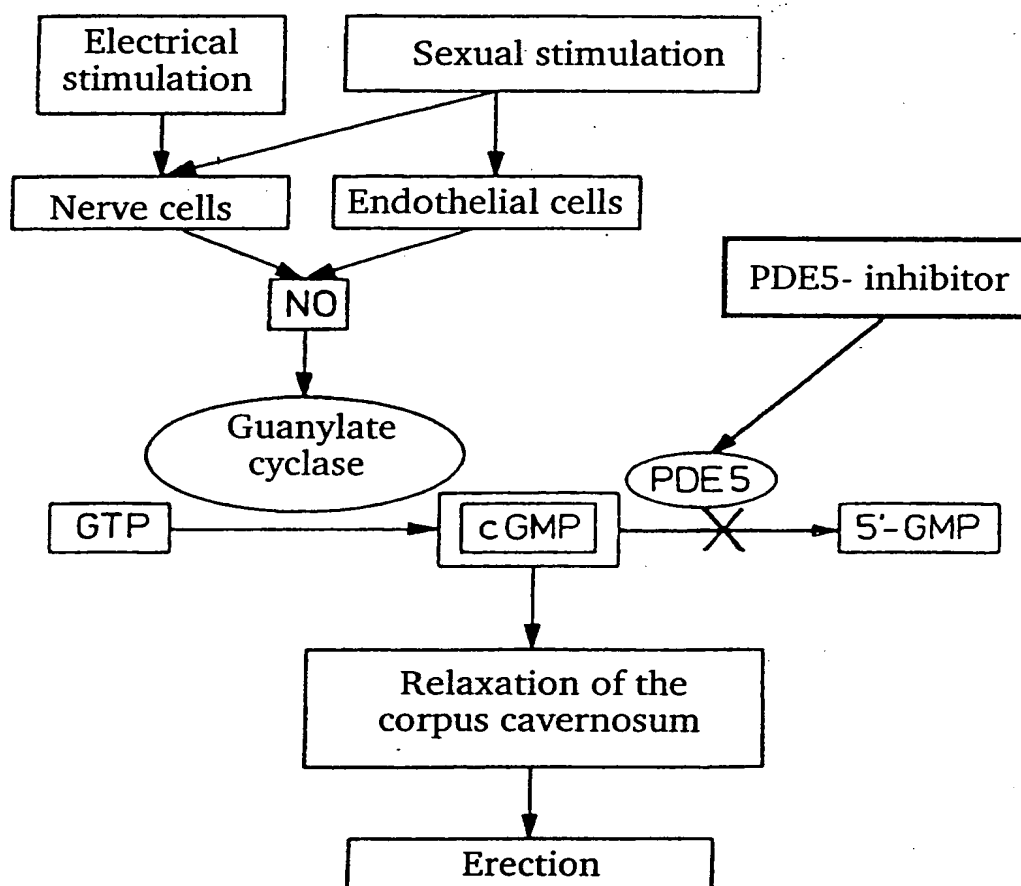 Electrical
stimulation
Sexual stimulation
Nerve cells
Endothelial cells
NO
PDE5- inhibitor
Guanylate
cyclase
PDE5
GTP
cGMP
5'-GMP
Relaxation of the
corpus cavernosum
Erection